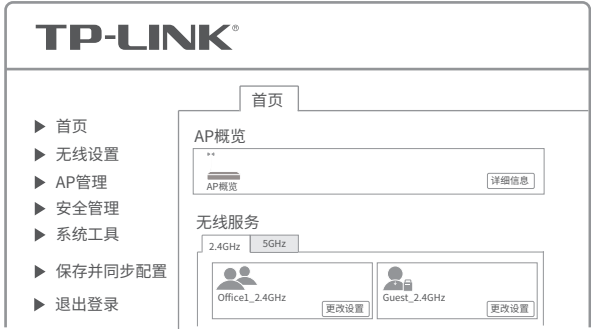 TP-LINK®
首页
首页
无线设置
AP管理
安全管理
系统工具
保存并同步配置
退出登录
AP概览
**
AP概览
详细信息
无线服务
2.4GHz
5GHz
Office1_2.4GHz
更改设置
Guest_2.4GHz
更改设置